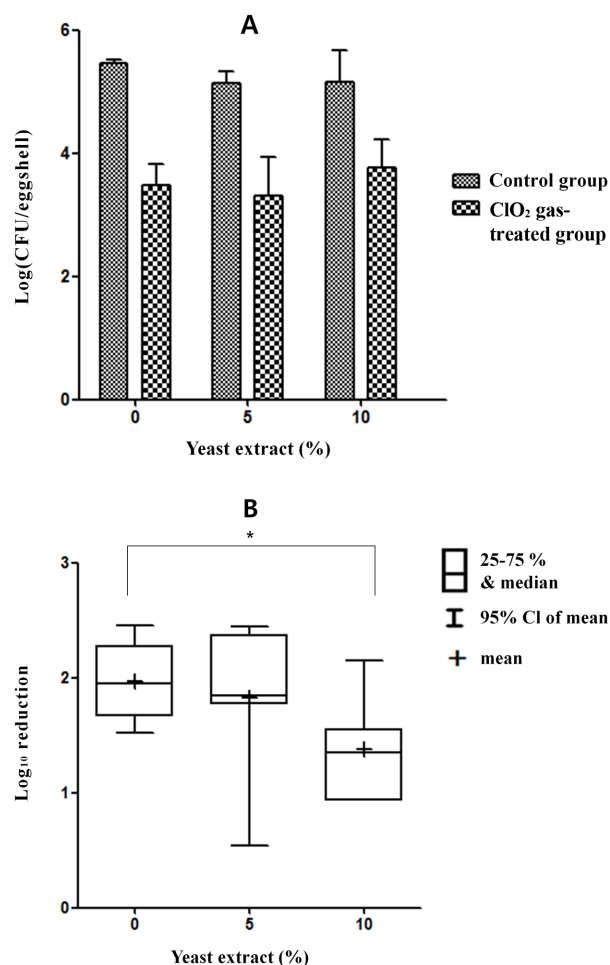 A
6
4
2
0
Log(CFU/eggshell)
0 5 10
Yeast extract (%)
Control group
ClO₂ gas-
treated group
B
*
3
2
1
0
Log₁₀ reduction
0 5 10
Yeast extract (%)
25-75 %
& median
95% Cl of mean
mean